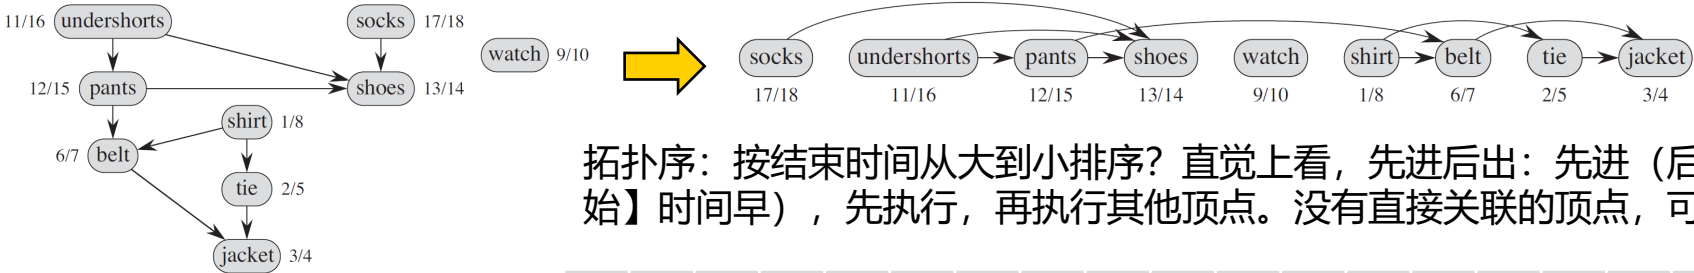 11/16 undershorts
socks 17/18
watch 9/10
12/15 pants
shoes 13/14
shirt 1/8
6/7 belt
tie 2/5
jacket 3/4
socks undershorts pants shoes watch shirt belt tie jacket
17/18 11/16 12/15 13/14 9/10 1/8 6/7 2/5 3/4
拓扑序：按结束时间从大到小排序？直觉上看，先进后出：先进（后
始】时间早），先执行，再执行其他顶点。没有直接关联的顶点，可